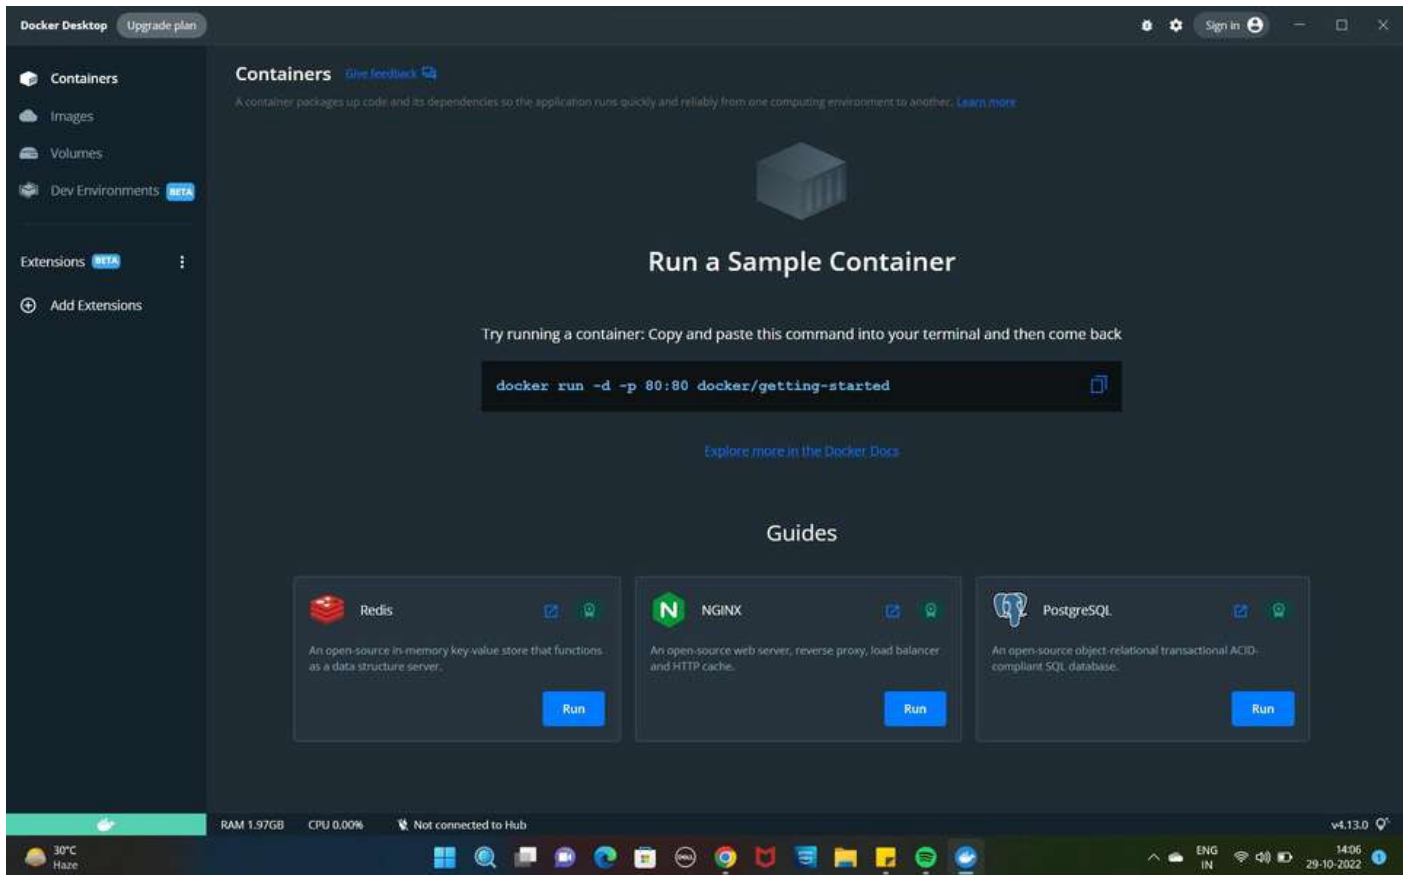 Docker Desktop Upgrade plan Sign in
Containers
Images
Volumes
Dev Environments BETA
Extensions BETA
Add Extensions
Containers Give feedback
A container packages up code and its dependencies so the application runs quickly and reliably from one computing environment to another. Learn more
Run a Sample Container
Try running a container: Copy and paste this command into your terminal and then come back
docker run -d -p 80:80 docker/getting-started
Explore more in the Docker Docs
Guides
Redis
An open-source in-memory key-value store that functions
as a data structure server.
Run
NGINX
An open-source web server, reverse proxy, load balancer
and HTTP cache.
Run
PostgreSQL
An open-source object-relational transactional ACID-
compliant SQL database.
Run
RAM 1.97GB CPU 0.00% Not connected to Hub v4.13.0
30°C
Haze
DELL
ENG
IN
14:06
29-10-2022
1